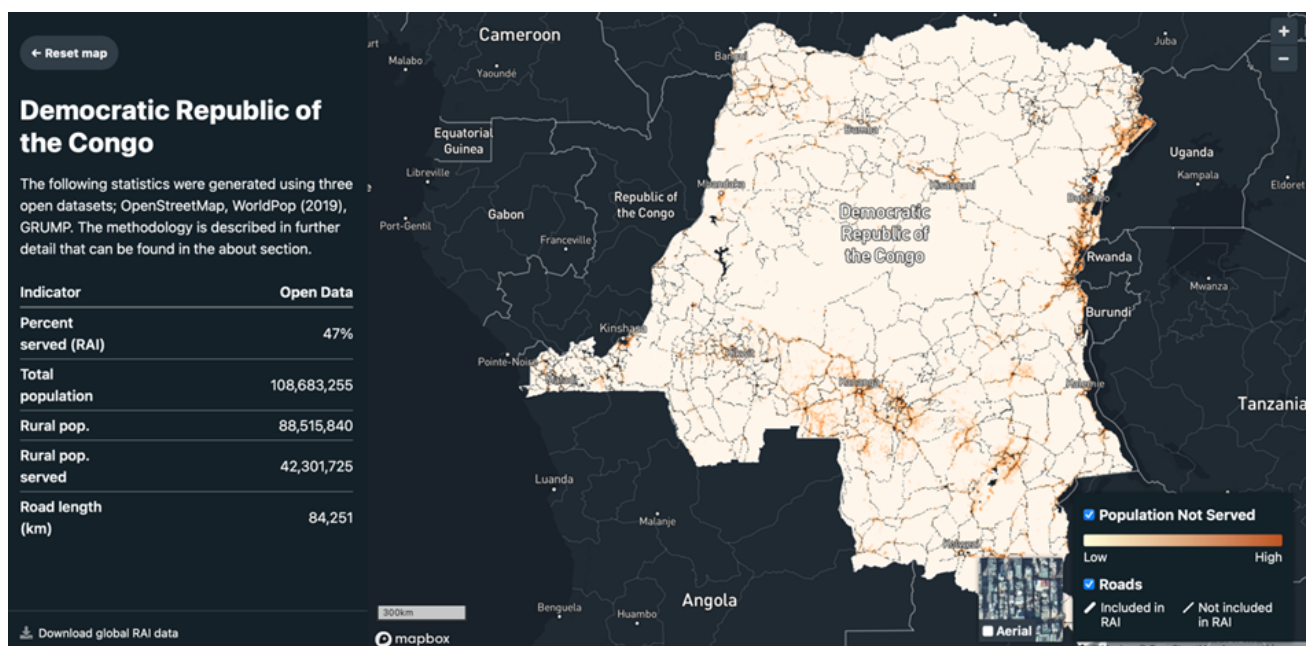 ← Reset map
Democratic Republic of
the Congo
The following statistics were generated using three
open datasets; OpenStreetMap, WorldPop (2019),
GRUMP. The methodology is described in further
detail that can be found in the about section.
Indicator Open Data
Percent
served (RAI) 47%
Total
population 108,683,255
Rural pop. 88,515,840
Rural pop.
served 42,301,725
Road length
(km) 84,251
Download global RAI data
Cameroon
Malabo
Yaoundé
Equatorial
Guinea
Libreville
Gabon
Port-Gentil
Franceville
Republic of
the Congo
Juba
Bumba
Kisangani
Mbandaka
Democratic
Republic of
the Congo
Uganda
Kampala
Eldoret
Rwanda
Mwanza
Burundi
Kinshasa
Pointe-Noire
Matadi
Kikwit
Kananga
Kalemie
Tanzania
Luanda
Malanje
Kolwezi
Benguela
Huambo
Angola
300km
mapbox
Aerial
Population Not Served
Low High
Roads
Included in
RAI
Not included
in RAI
+
−